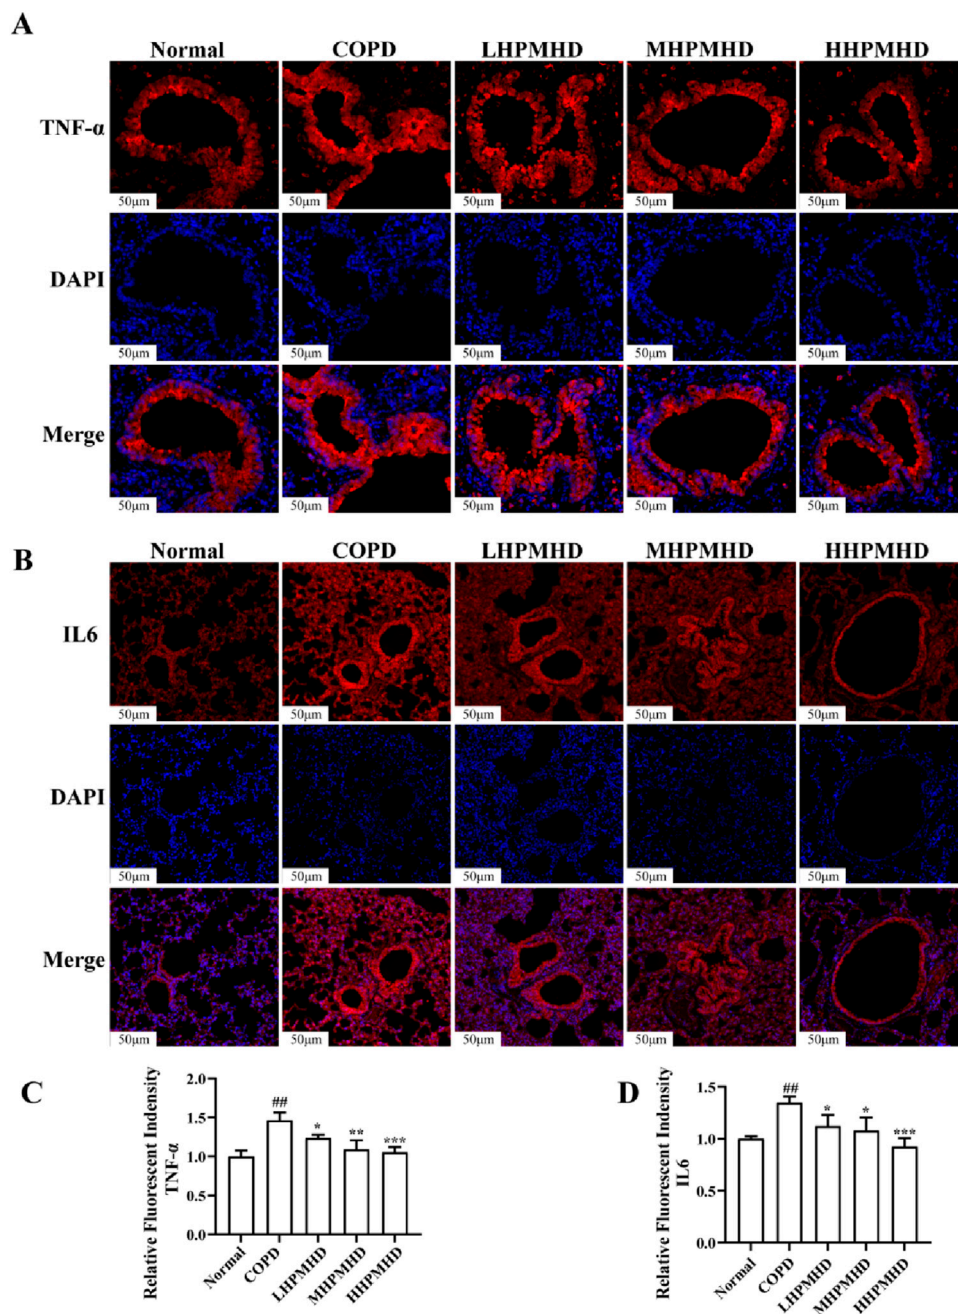 A
Normal COPD LHPMHD MHPMHD HHPMHD
TNF-α
50μm 50μm 50μm 50μm 50μm
DAPI
50μm 50μm 50μm 50μm 50μm
Merge
50μm 50μm 50μm 50μm 50μm
B
Normal COPD LHPMHD MHPMHD HHPMHD
IL6
50μm 50μm 50μm 50μm 50μm
DAPI
50μm 50μm 50μm 50μm 50μm
Merge
50μm 50μm 50μm 50μm 50μm
C
Relative Fluorescent Indensity
TNF-α
2.0
1.5
1.0
0.5
0.0
##
*
**
***
Normal
COPD
LHPMHD
MHPMHD
HHPMHD
D
Relative Fluorescent Indensity
IL6
1.5
1.0
0.5
0.0
##
*
*
***
Normal
COPD
LHPMHD
MHPMHD
HHPMHD